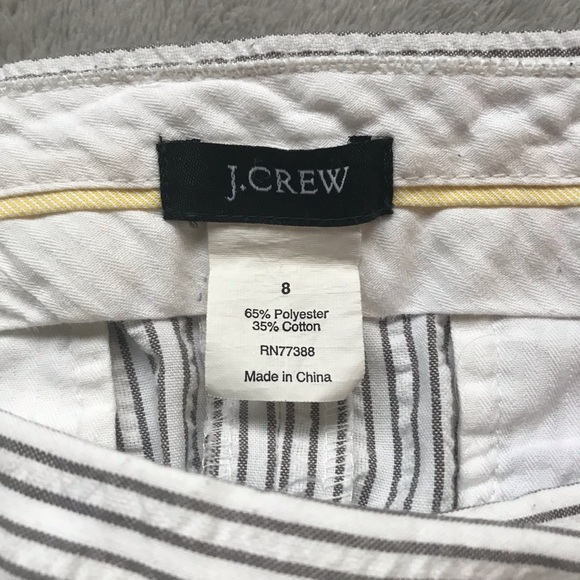 J.CREW
8
65% Polyester
35% Cotton
RN77388
Made in China